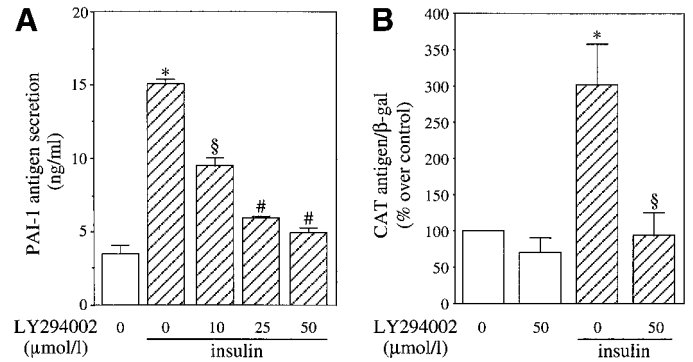 A
PAI-1 antigen secretion
(ng/ml)
20
15
10
5
0
*
§
#
#
LY294002
(μmol/l)
0
0
10
25
50
insulin
B
CAT antigen/β-gal
(% over control)
400
350
300
250
200
150
100
50
0
*
§
LY294002
(μmol/l)
0
50
0
50
insulin